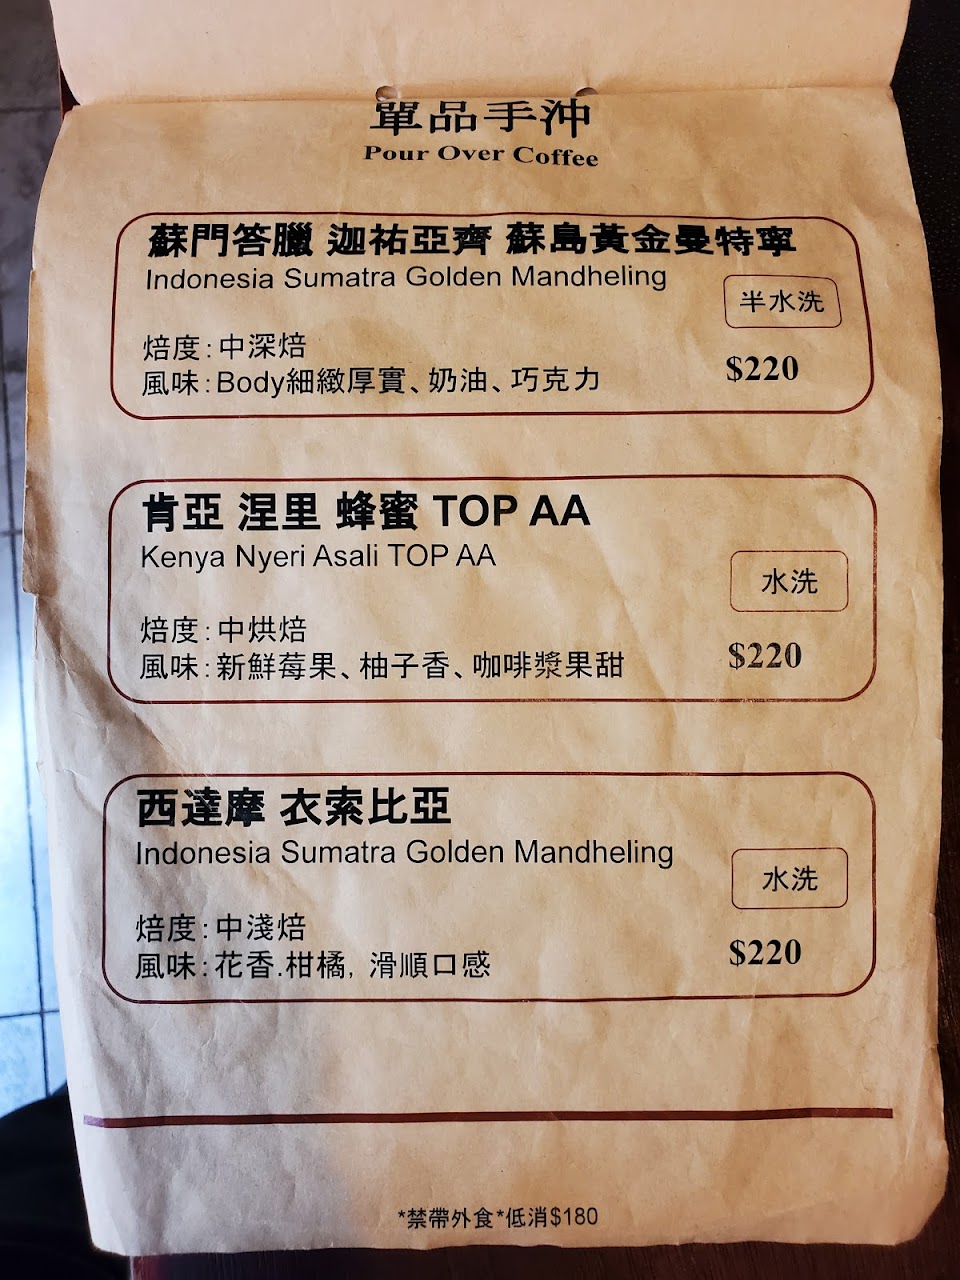 單品手沖
Pour Over Coffee
蘇門答臘 迦祐亞齊 蘇島黃金曼特寧
Indonesia Sumatra Golden Mandheling
半水洗
焙度:中深焙
風味:Body細緻厚實、奶油、巧克力
$220
肯亞 涅里 蜂蜜 TOP AA
Kenya Nyeri Asali TOP AA
水洗
焙度:中烘焙
風味:新鮮莓果、柚子香、咖啡漿果甜
$220
西達摩 衣索比亞
Indonesia Sumatra Golden Mandheling
水洗
焙度:中淺焙
風味:花香.柑橘, 滑順口感
$220
*禁帶外食*低消$180